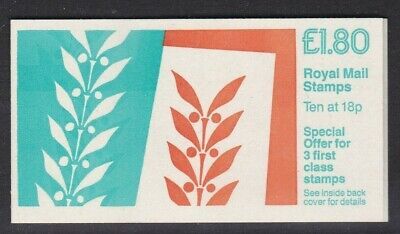 £1.80
Royal Mail
Stamps
Ten at 18p
Special
Offer for
3 first
class
stamps
See inside back
cover for details